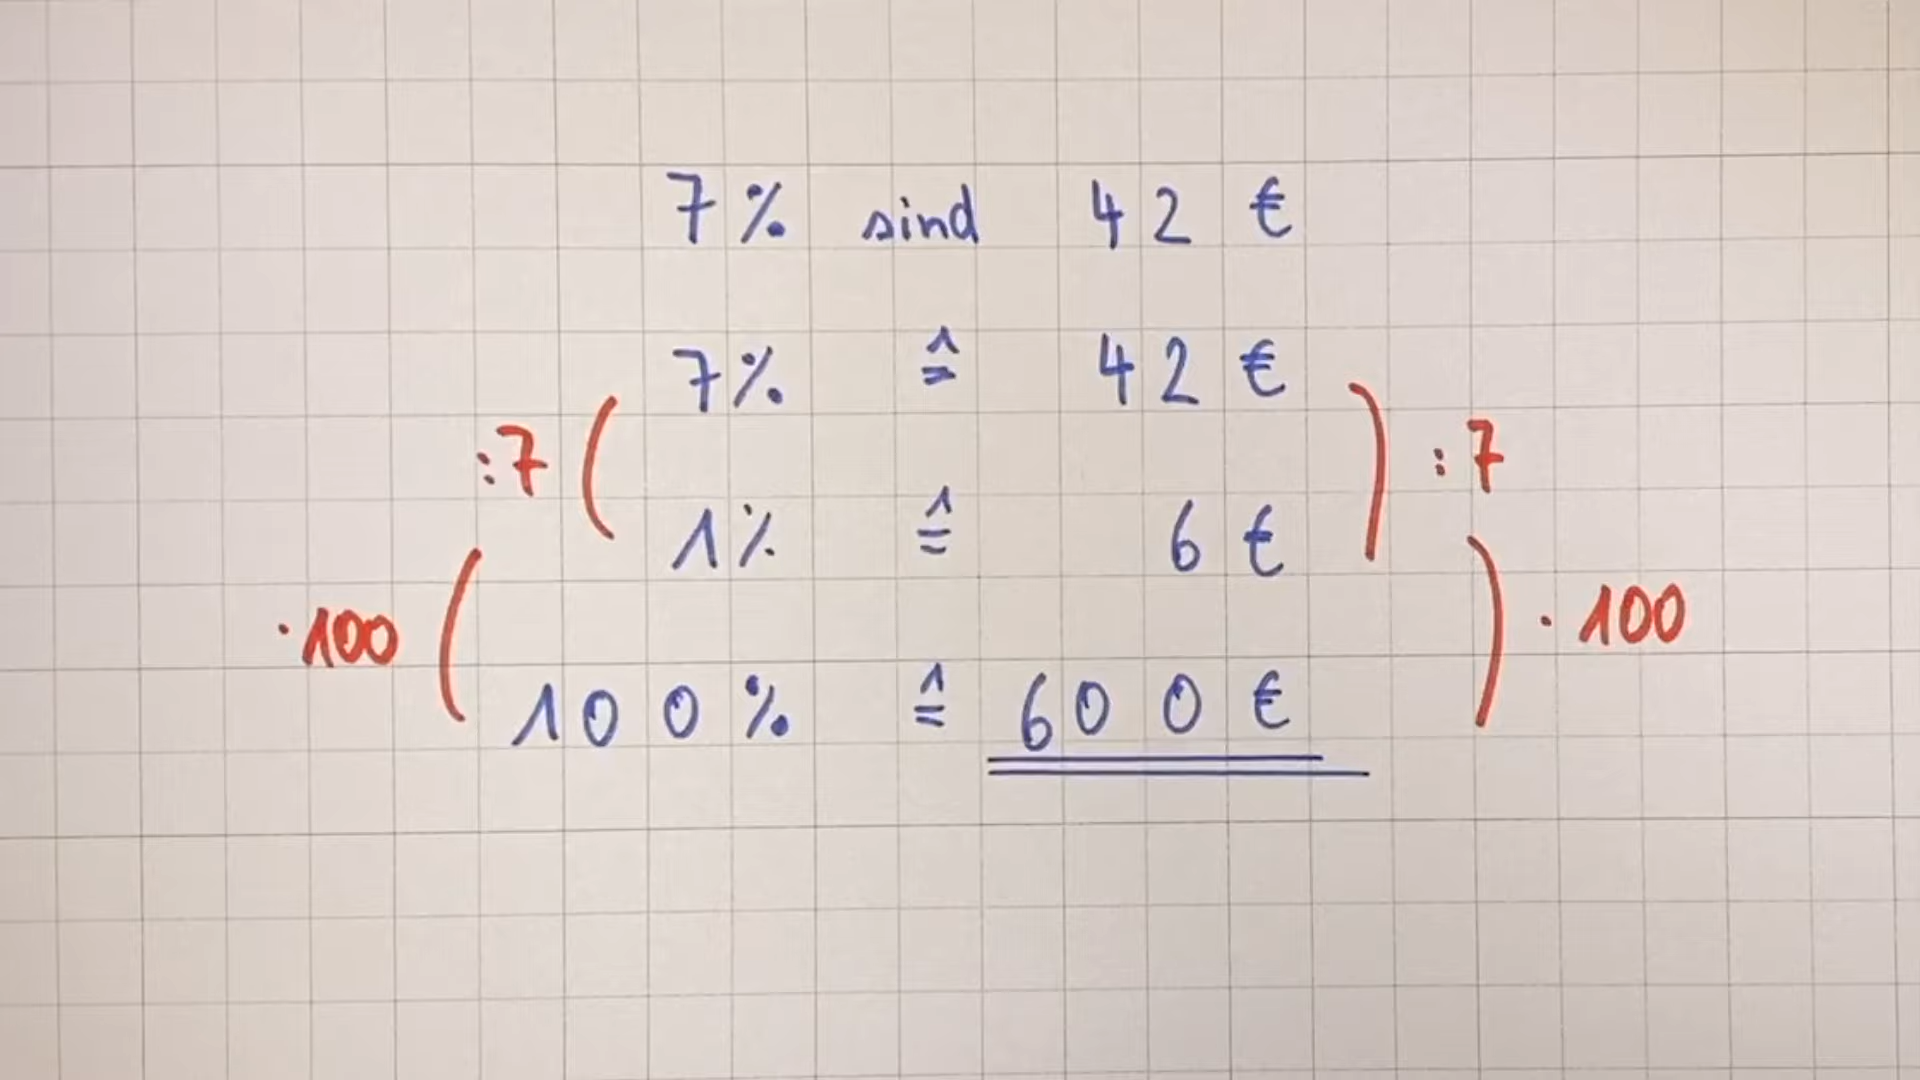 7% sind 42 €
7% ≙ 42 €
:7 :7
1% ≙ 6 €
·100 ·100
100% ≙ 600 €